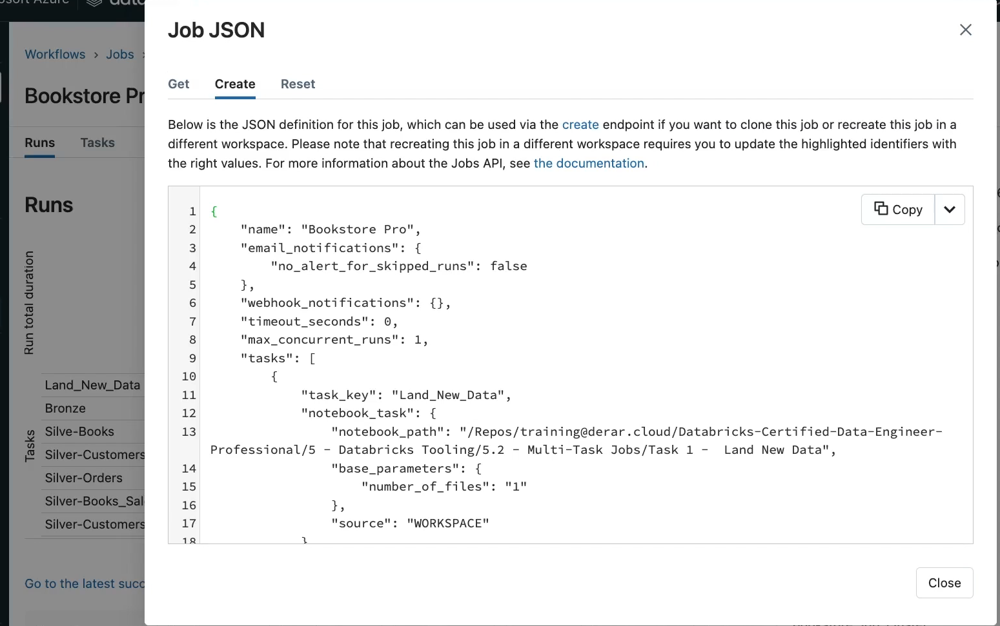 Job JSON
Workflows › Jobs ›
Get Create Reset
Bookstore Pr
Below is the JSON definition for this job, which can be used via the create endpoint if you want to clone this job or recreate this job in a
different workspace. Please note that recreating this job in a different workspace requires you to update the highlighted identifiers with
the right values. For more information about the Jobs API, see the documentation.
Runs Tasks
Runs
Run total duration
Tasks
Land_New_Data
Bronze
Silve-Books
Silver-Customers
Silver-Orders
Silver-Books_Sal
Silver-Customers
Go to the latest succ
Copy
1 {
2 "name": "Bookstore Pro",
3 "email_notifications": {
4 "no_alert_for_skipped_runs": false
5 },
6 "webhook_notifications": {},
7 "timeout_seconds": 0,
8 "max_concurrent_runs": 1,
9 "tasks": [
10 {
11 "task_key": "Land_New_Data",
12 "notebook_task": {
13 "notebook_path": "/Repos/training@derar.cloud/Databricks-Certified-Data-Engineer-
Professional/5 - Databricks Tooling/5.2 - Multi-Task Jobs/Task 1 -  Land New Data",
14 "base_parameters": {
15 "number_of_files": "1"
16 },
17 "source": "WORKSPACE"
18 }
Close